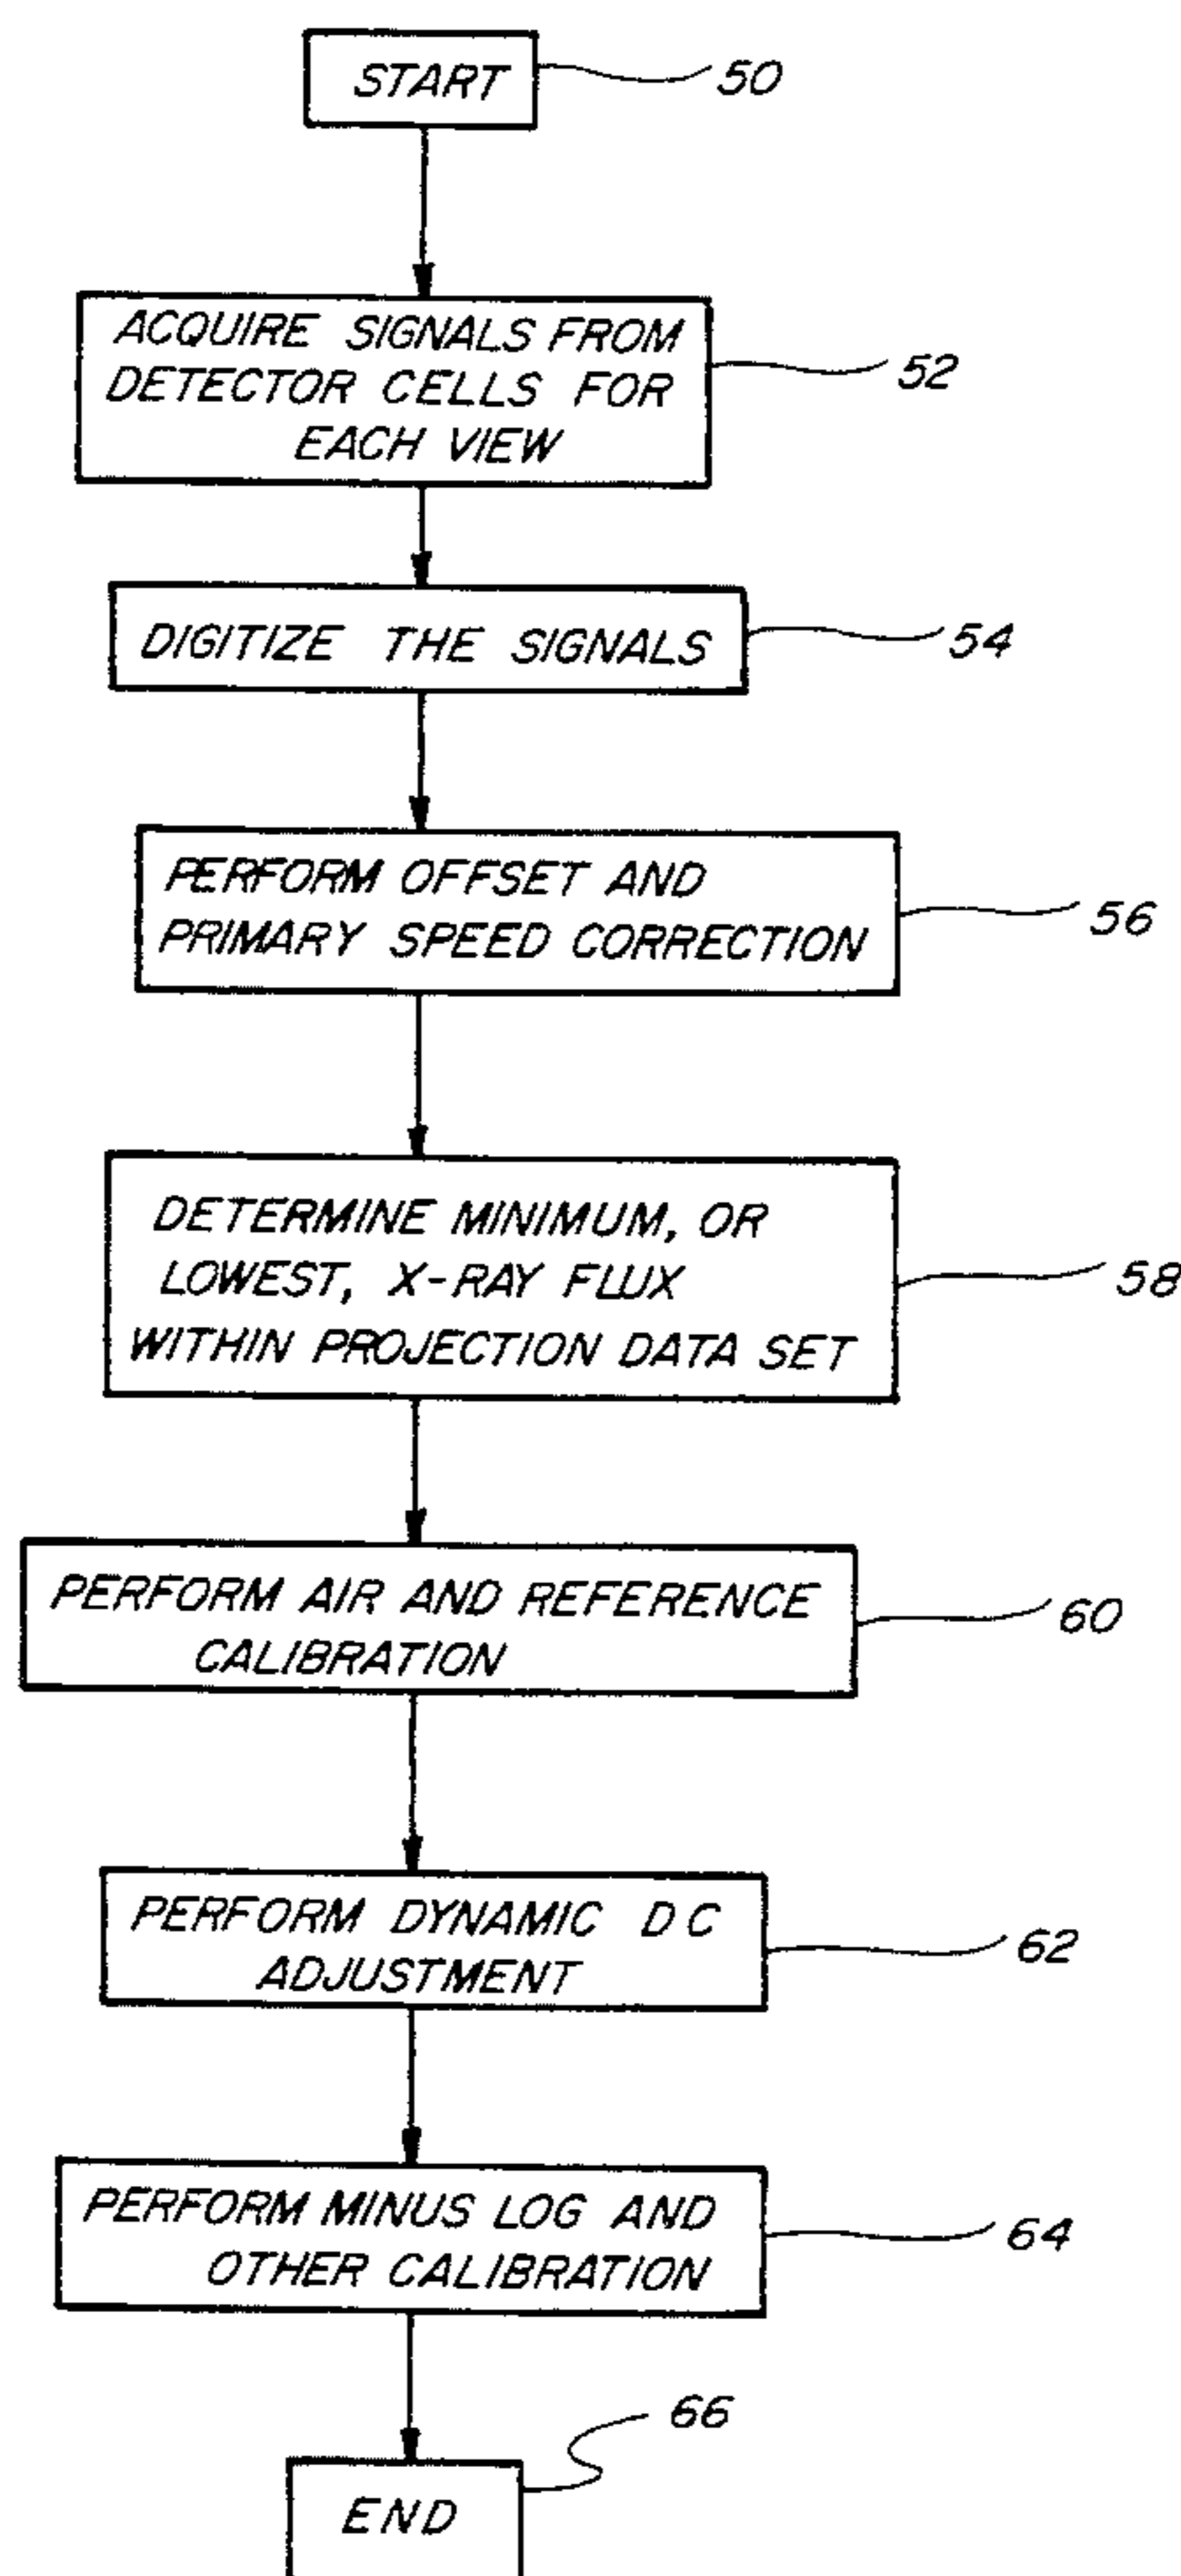 START
50
ACQUIRE SIGNALS FROM
DETECTOR CELLS FOR
EACH VIEW
52
DIGITIZE THE SIGNALS
54
PERFORM OFFSET AND
PRIMARY SPEED CORRECTION
56
DETERMINE MINIMUM, OR
LOWEST, X-RAY FLUX
WITHIN PROJECTION DATA SET
58
PERFORM AIR AND REFERENCE
CALIBRATION
60
PERFORM DYNAMIC DC
ADJUSTMENT
62
PERFORM MINUS LOG AND
OTHER CALIBRATION
64
66
END